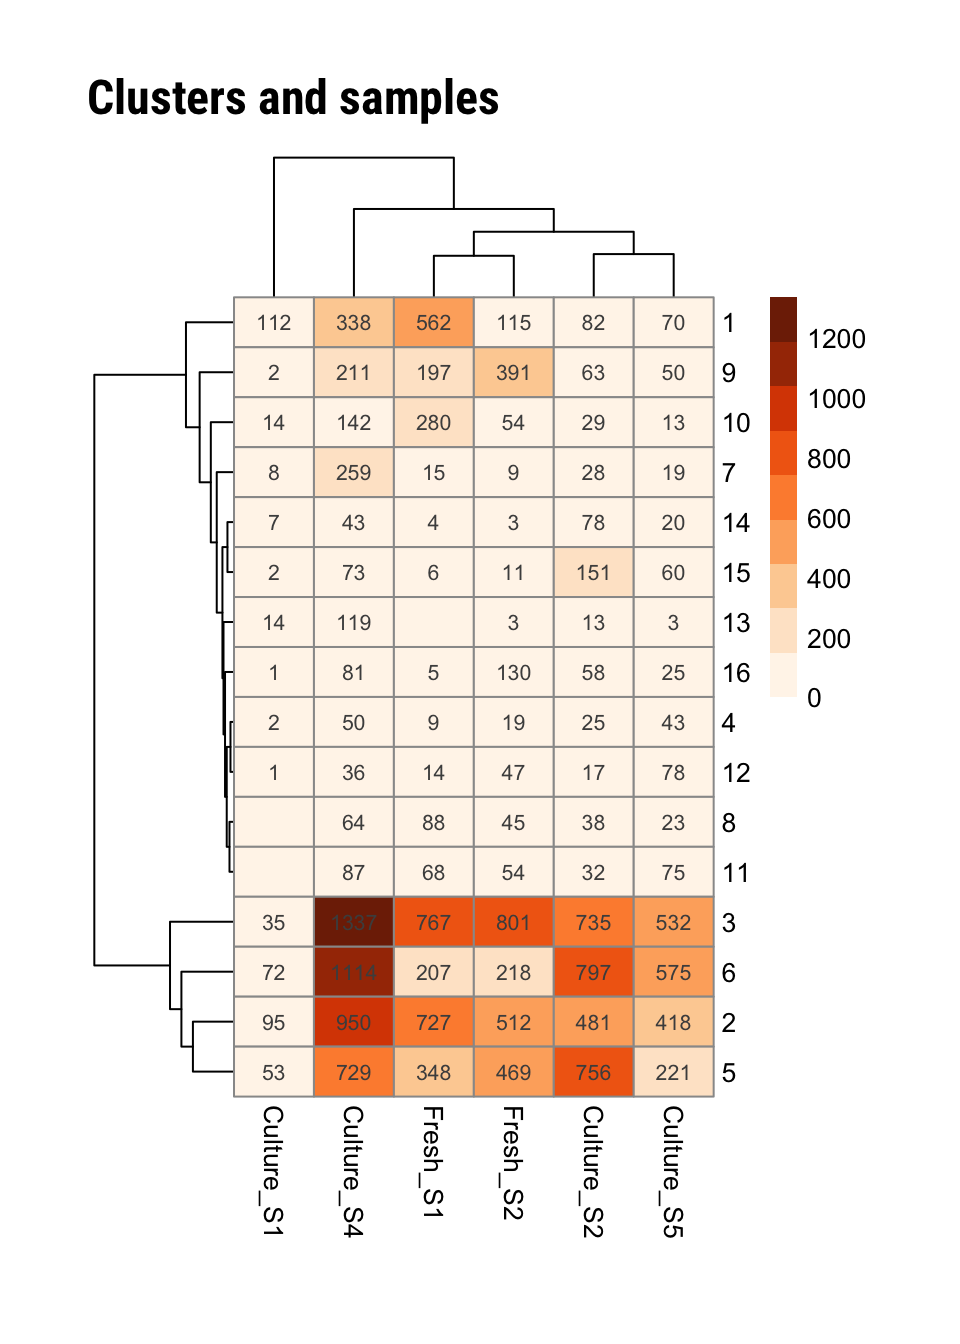 Clusters and samples
112 338 562 115 82 70 1
2 211 197 391 63 50 9
14 142 280 54 29 13 10
8 259 15 9 28 19 7
7 43 4 3 78 20 14
2 73 6 11 151 60 15
14 119 3 13 3 13
1 81 5 130 58 25 16
2 50 9 19 25 43 4
1 36 14 47 17 78 12
64 88 45 38 23 8
87 68 54 32 75 11
35 1337 767 801 735 532 3
72 1114 207 218 797 575 6
95 950 727 512 481 418 2
53 729 348 469 756 221 5
Culture_S1
Culture_S4
Fresh_S1
Fresh_S2
Culture_S2
Culture_S5
1200
1000
800
600
400
200
0